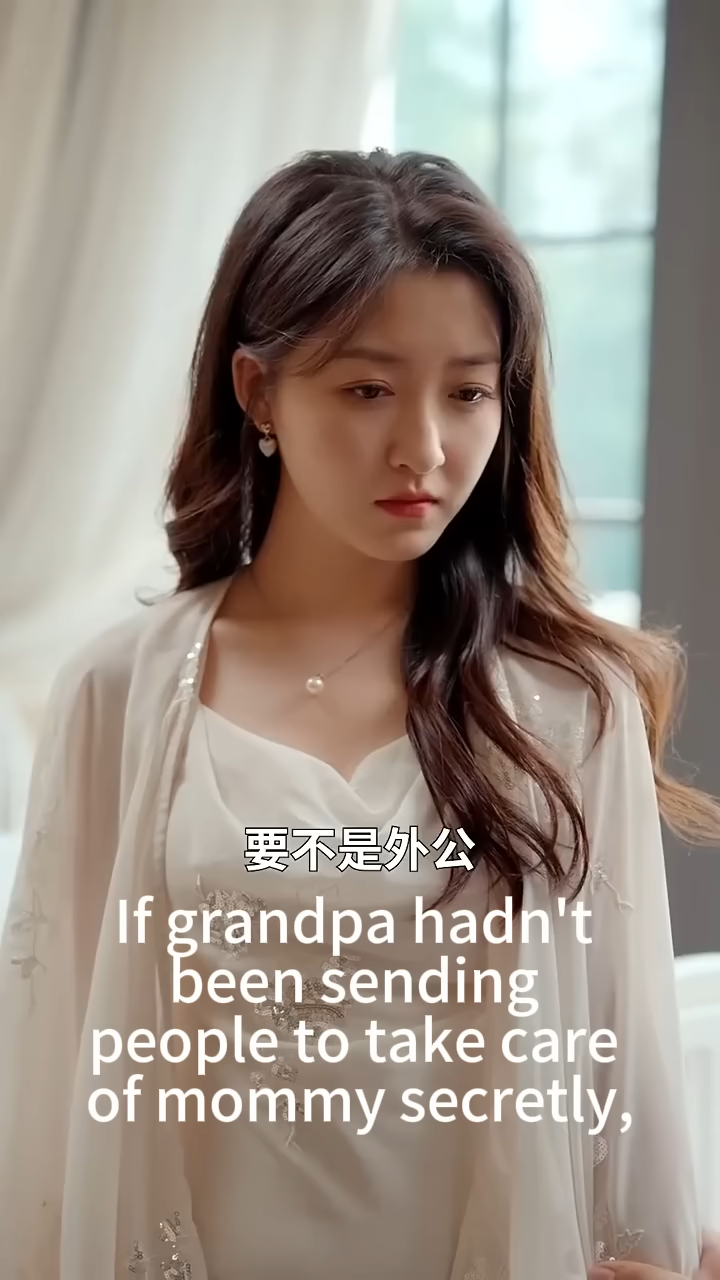 要不是外公
If grandpa hadn't
been sending
people to take care
of mommy secretly,